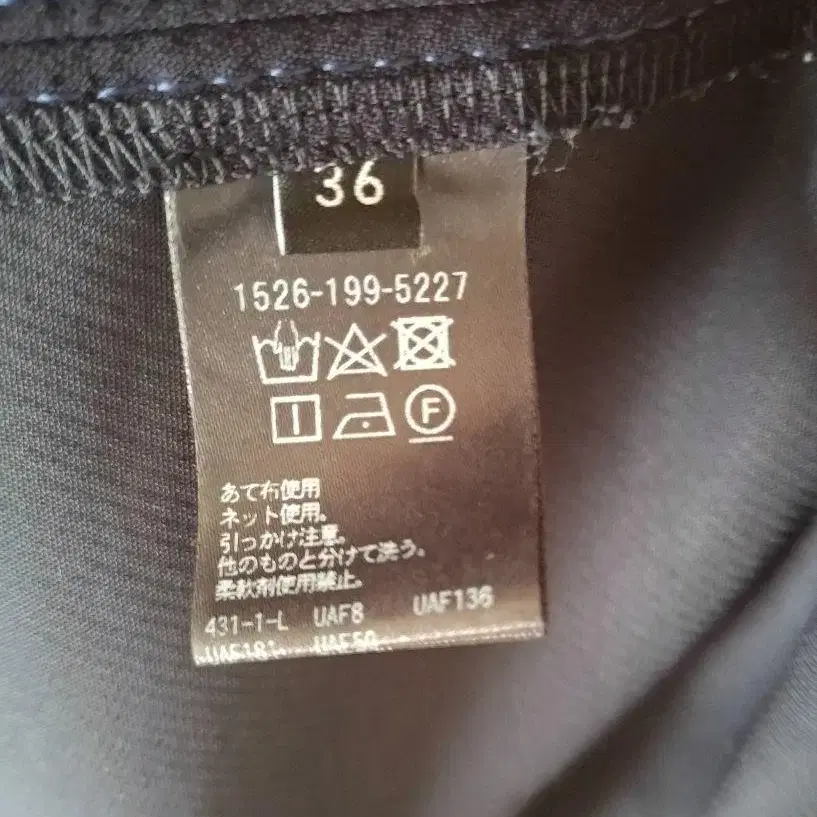 36
1526-199-5227
F
あて布使用
ネット使用。
引っかけ注意。
他のものと分けて洗う。
柔軟剤使用禁止。
431-1-L UAF8 UAF136
UAF181 UAF50